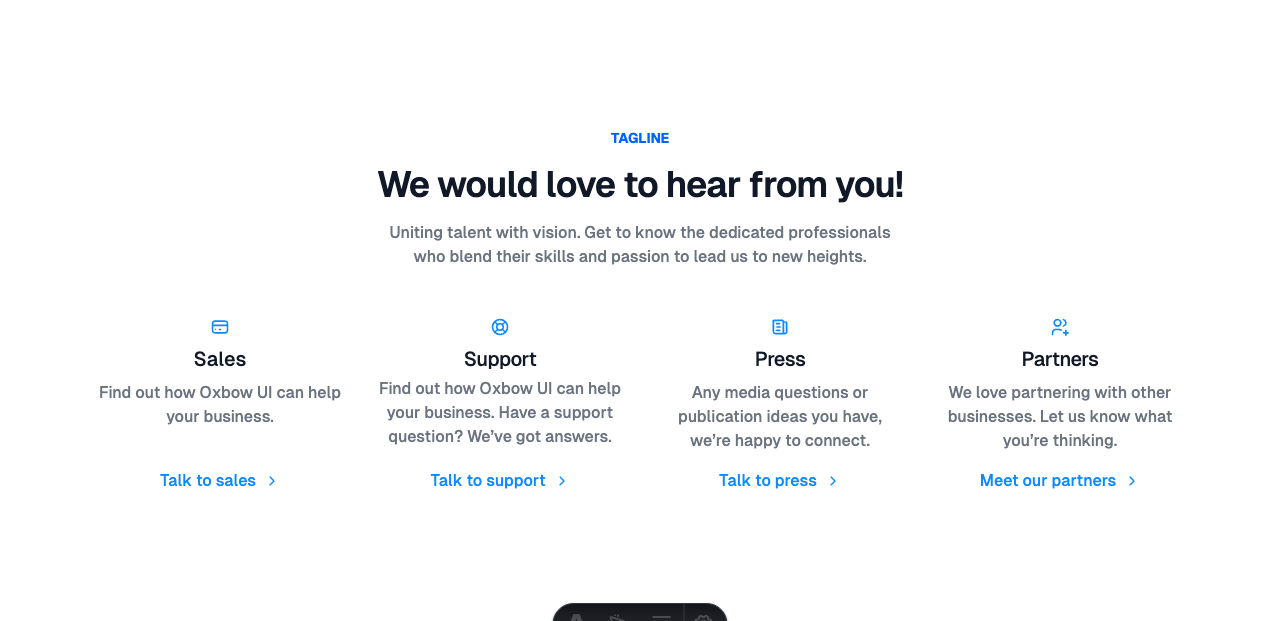 TAGLINE
We would love to hear from you!
Uniting talent with vision. Get to know the dedicated professionals
who blend their skills and passion to lead us to new heights.
Sales
Find out how Oxbow UI can help
your business.
Talk to sales
Support
Find out how Oxbow UI can help
your business. Have a support
question? We’ve got answers.
Talk to support
Press
Any media questions or
publication ideas you have,
we’re happy to connect.
Talk to press
Partners
We love partnering with other
businesses. Let us know what
you’re thinking.
Meet our partners